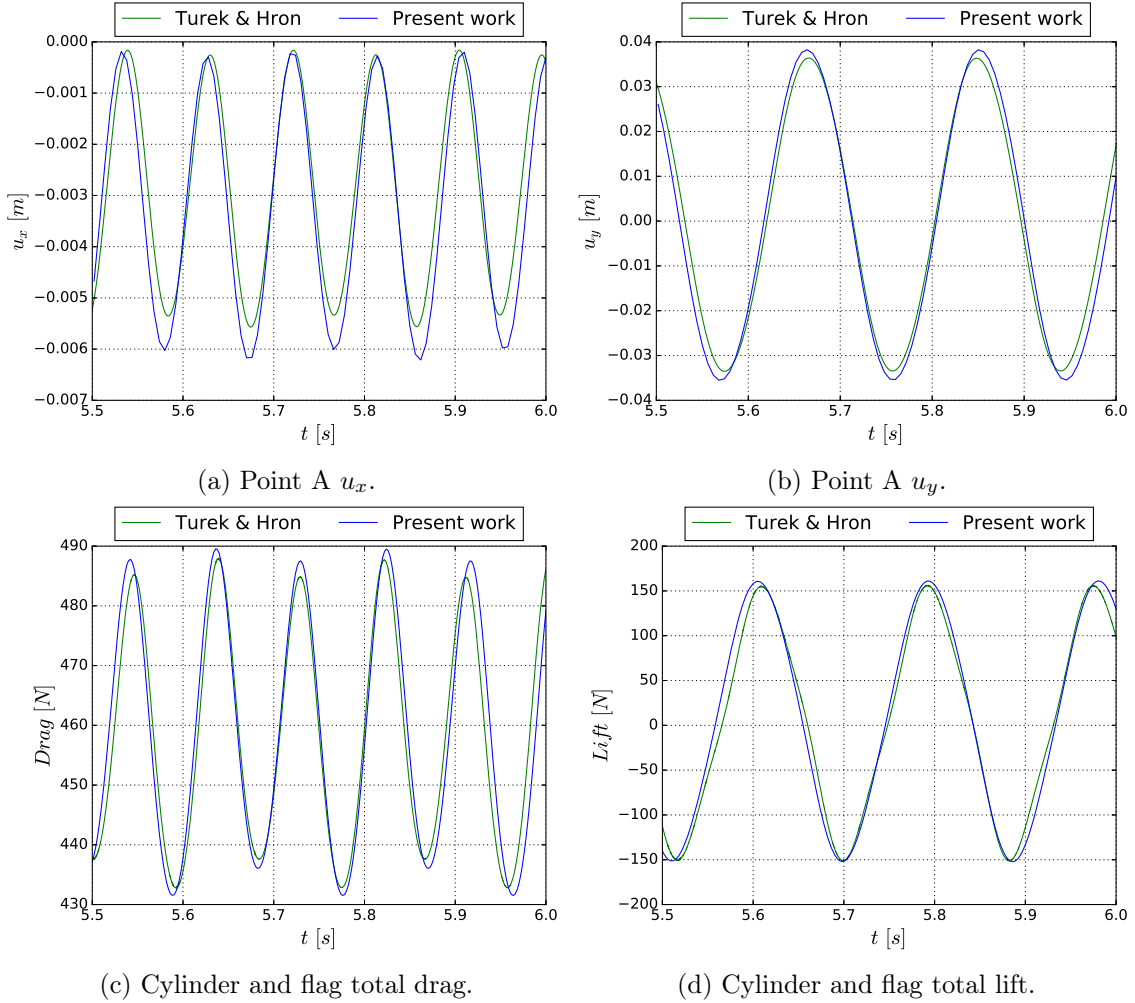 Turek & Hron Present work
0.000
−0.001
−0.002
−0.003
−0.004
−0.005
−0.006
−0.007
u_x [m]
5.5 5.6 5.7 5.8 5.9 6.0
t [s]
(a) Point A u_x.
Turek & Hron Present work
0.04
0.03
0.02
0.01
0.00
−0.01
−0.02
−0.03
−0.04
u_y [m]
5.5 5.6 5.7 5.8 5.9 6.0
t [s]
(b) Point A u_y.
Turek & Hron Present work
490
480
470
460
450
440
430
Drag [N]
5.5 5.6 5.7 5.8 5.9 6.0
t [s]
(c) Cylinder and flag total drag.
Turek & Hron Present work
200
150
100
50
0
−50
−100
−150
−200
Lift [N]
5.5 5.6 5.7 5.8 5.9 6.0
t [s]
(d) Cylinder and flag total lift.